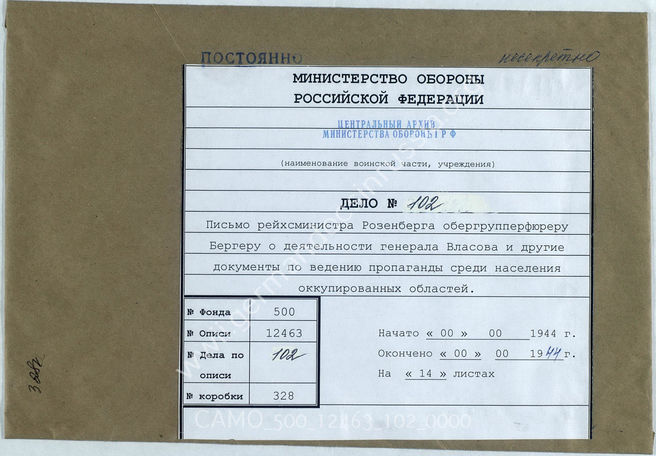 ПОСТОЯННО несекретно
МИНИСТЕРСТВО ОБОРОНЫ
РОССИЙСКОЙ ФЕДЕРАЦИИ
ЦЕНТРАЛЬНЫЙ АРХИВ
МИНИСТЕРСТВА ОБОРОНЫ РФ
(наименование воинской части, учреждения)
ДЕЛО № 102
Письмо рейхсминистра Розенберга обергрупперфюреру
Бергеру о деятельности генерала Власова и другие
документы по ведению пропаганды среди населения
оккупированных областей.
№ Фонда 500
№ Описи 12463
№ Дела по описи 102
№ коробки 328
Начато « 00 » 00 1944 г.
Окончено « 00 » 00 1944 г.
На « 14 » листах
CAMO_500_12463_102_0000